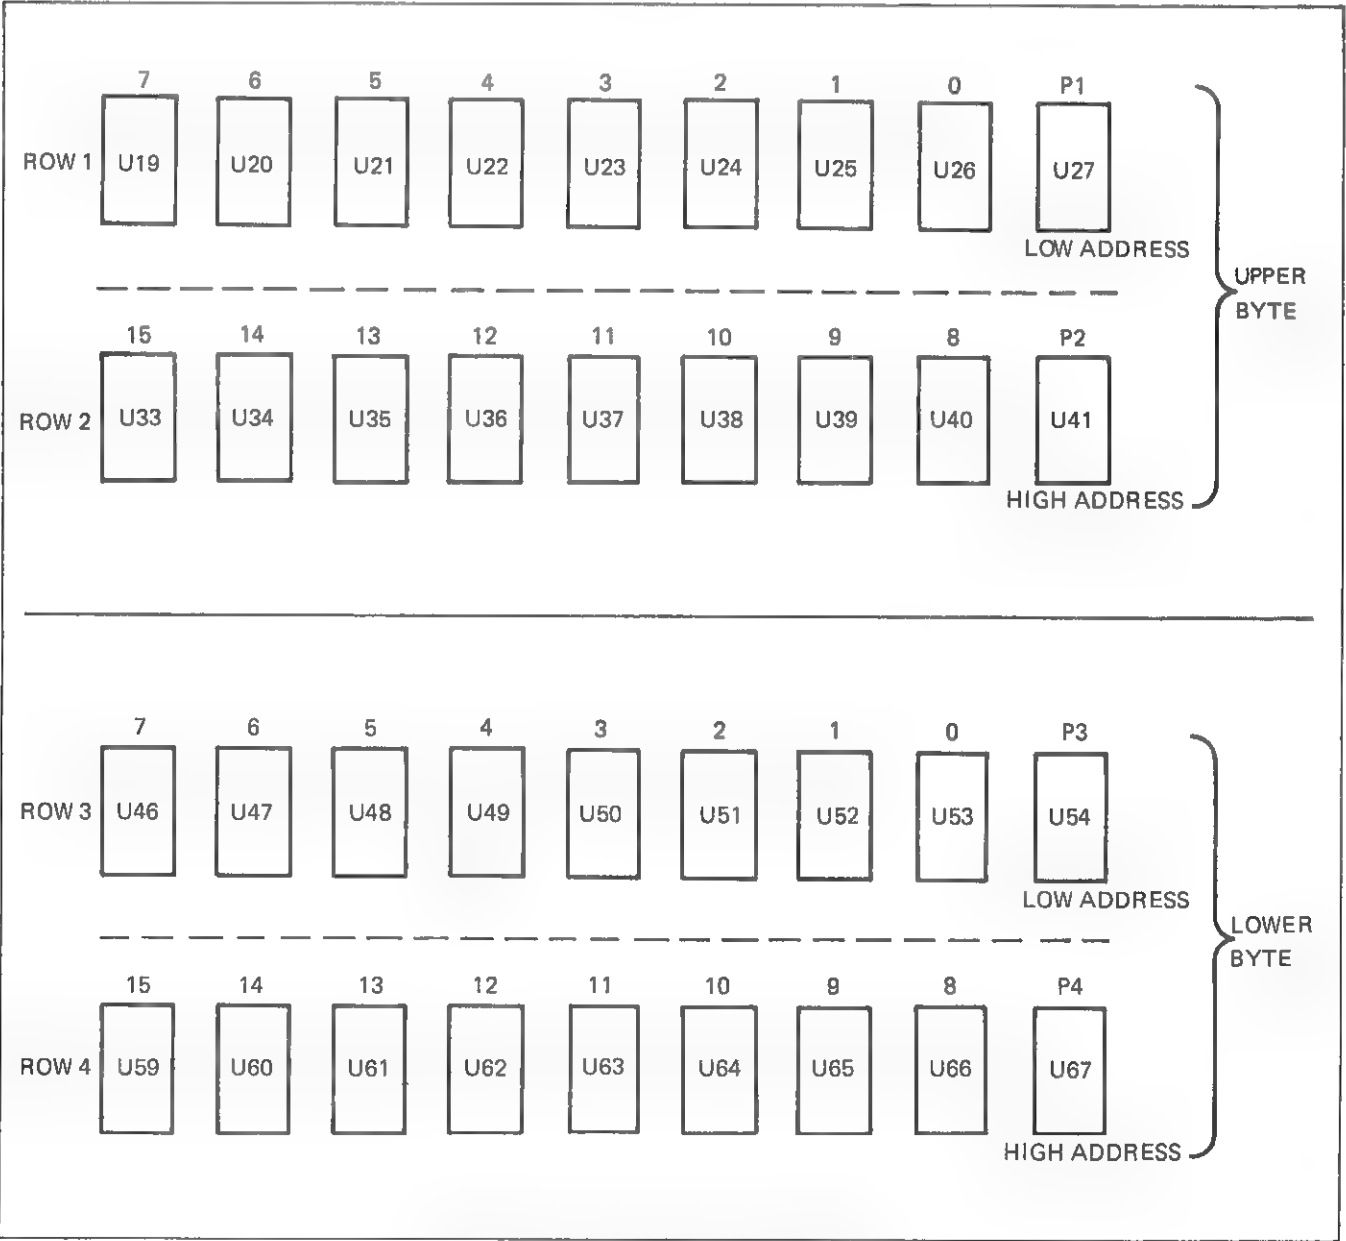 7 6 5 4 3 2 1 0 P1
ROW 1 U19 U20 U21 U22 U23 U24 U25 U26 U27
LOW ADDRESS
UPPER
BYTE
15 14 13 12 11 10 9 8 P2
ROW 2 U33 U34 U35 U36 U37 U38 U39 U40 U41
HIGH ADDRESS
7 6 5 4 3 2 1 0 P3
ROW 3 U46 U47 U48 U49 U50 U51 U52 U53 U54
LOW ADDRESS
LOWER
BYTE
15 14 13 12 11 10 9 8 P4
ROW 4 U59 U60 U61 U62 U63 U64 U65 U66 U67
HIGH ADDRESS